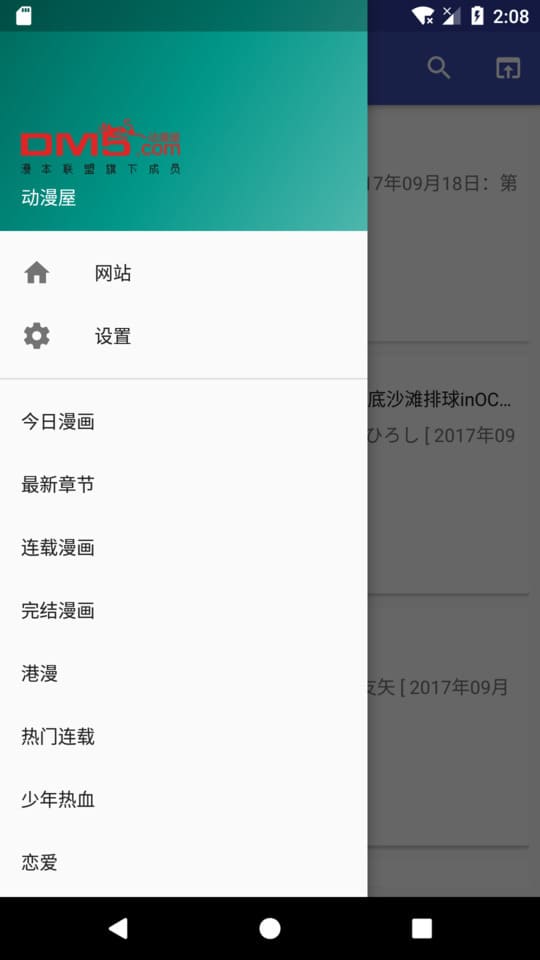 2:08
DM5.com
漫本联盟旗下成员
动漫屋
17年09月18日：第
网站
设置
底沙滩排球inOC…
ひろし [ 2017年09
今日漫画
最新章节
连载漫画
完结漫画
港漫
友矢 [ 2017年09月
热门连载
少年热血
恋爱